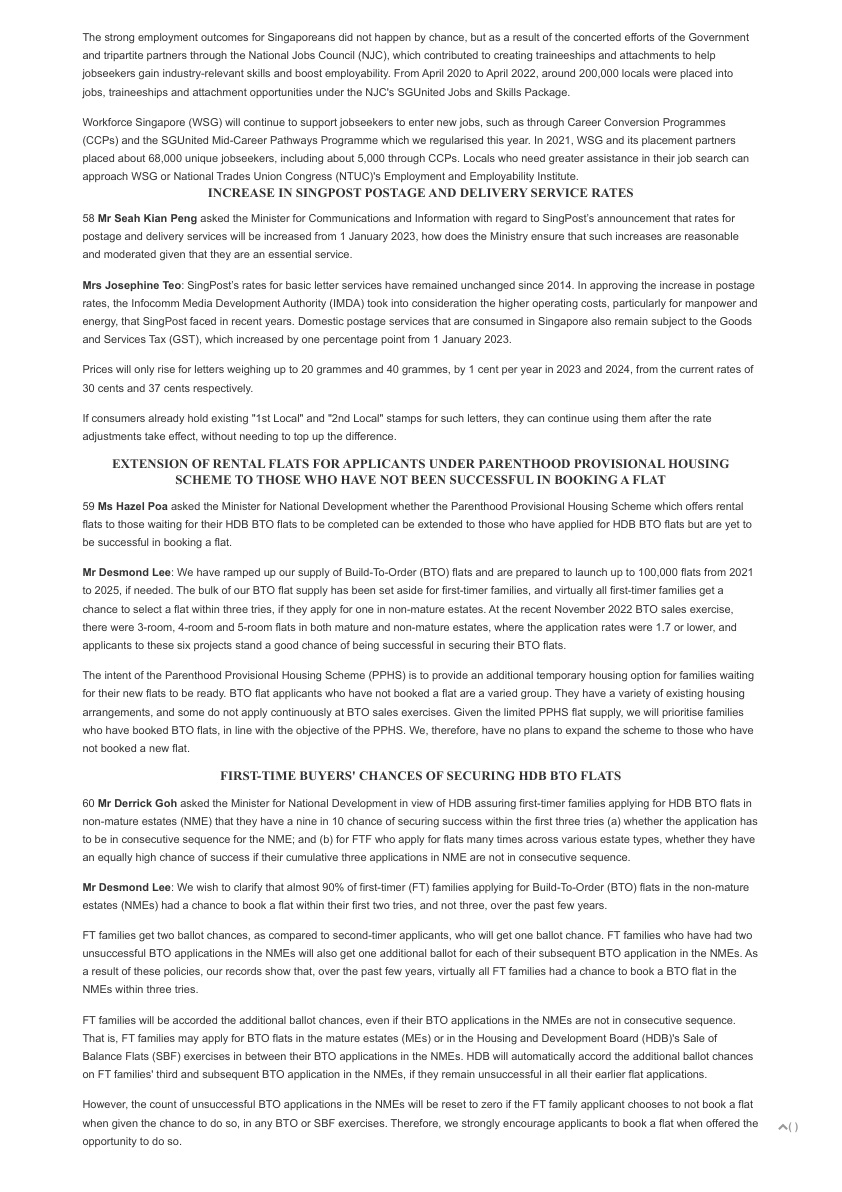 The strong employment outcomes for Singaporeans did not happen by chance, but as a result of the concerted efforts of the Government
and tripartite partners through the National Jobs Council (NJC), which contributed to creating traineeships and attachments to help
jobseekers gain industry-relevant skills and boost employability. From April 2020 to April 2022, around 200,000 locals were placed into
jobs, traineeships and attachment opportunities under the NJC's SGUnited Jobs and Skills Package.
Workforce Singapore (WSG) will continue to support jobseekers to enter new jobs, such as through Career Conversion Programmes
(CCPs) and the SGUnited Mid-Career Pathways Programme which we regularised this year. In 2021, WSG and its placement partners
placed about 68,000 unique jobseekers, including about 5,000 through CCPs. Locals who need greater assistance in their job search can
approach WSG or National Trades Union Congress (NTUC)'s Employment and Employability Institute.
INCREASE IN SINGPOST POSTAGE AND DELIVERY SERVICE RATES
58 Mr Seah Kian Peng asked the Minister for Communications and Information with regard to SingPost's announcement that rates for
postage and delivery services will be increased from 1 January 2023, how does the Ministry ensure that such increases are reasonable
and moderated given that they are an essential service.
Mrs Josephine Teo: SingPost's rates for basic letter services have remained unchanged since 2014. In approving the increase in postage
rates, the Infocomm Media Development Authority (IMDA) took into consideration the higher operating costs, particularly for manpower and
energy, that SingPost faced in recent years. Domestic postage services that are consumed in Singapore also remain subject to the Goods
and Services Tax (GST), which increased by one percentage point from 1 January 2023.
Prices will only rise for letters weighing up to 20 grammes and 40 grammes, by 1 cent per year in 2023 and 2024, from the current rates of
30 cents and 37 cents respectively.
If consumers already hold existing "1st Local" and "2nd Local" stamps for such letters, they can continue using them after the rate
adjustments take effect, without needing to top up the difference.
EXTENSION OF RENTAL FLATS FOR APPLICANTS UNDER PARENTHOOD PROVISIONAL HOUSING
SCHEME TO THOSE WHO HAVE NOT BEEN SUCCESSFUL IN BOOKING A FLAT
59 Ms Hazel Poa asked the Minister for National Development whether the Parenthood Provisional Housing Scheme which offers rental
flats to those waiting for their HDB BTO flats to be completed can be extended to those who have applied for HDB BTO flats but are yet to
be successful in booking a flat.
Mr Desmond Lee: We have ramped up our supply of Build-To-Order (BTO) flats and are prepared to launch up to 100,000 flats from 2021
to 2025, if needed. The bulk of our BTO flat supply has been set aside for first-timer families, and virtually all first-timer families get a
chance to select a flat within three tries, if they apply for one in non-mature estates. At the recent November 2022 BTO sales exercise,
there were 3-room, 4-room and 5-room flats in both mature and non-mature estates, where the application rates were 1.7 or lower, and
applicants to these six projects stand a good chance of being successful in securing their BTO flats.
The intent of the Parenthood Provisional Housing Scheme (PPHS) is to provide an additional temporary housing option for families waiting
for their new flats to be ready. BTO flat applicants who have not booked a flat are a varied group. They have a variety of existing housing
arrangements, and some do not apply continuously at BTO sales exercises. Given the limited PPHS flat supply, we will prioritise families
who have booked BTO flats, in line with the objective of the PPHS. We, therefore, have no plans to expand the scheme to those who have
not booked a new flat.
FIRST-TIME BUYERS' CHANCES OF SECURING HDB BTO FLATS
60 Mr Derrick Goh asked the Minister for National Development in view of HDB assuring first-timer families applying for HDB BTO flats in
non-mature estates (NME) that they have a nine in 10 chance of securing success within the first three tries (a) whether the application has
to be in consecutive sequence for the NME; and (b) for FTF who apply for flats many times across various estate types, whether they have
an equally high chance of success if their cumulative three applications in NME are not in consecutive sequence.
Mr Desmond Lee: We wish to clarify that almost 90% of first-timer (FT) families applying for Build-To-Order (BTO) flats in the non-mature
estates (NMEs) had a chance to book a flat within their first two tries, and not three, over the past few years.
FT families get two ballot chances, as compared to second-timer applicants, who will get one ballot chance. FT families who have had two
unsuccessful BTO applications in the NMEs will also get one additional ballot for each of their subsequent BTO application in the NMEs. As
a result of these policies, our records show that, over the past few years, virtually all FT families had a chance to book a BTO flat in the
NMEs within three tries.
FT families will be accorded the additional ballot chances, even if their BTO applications in the NMEs are not in consecutive sequence.
That is, FT families may apply for BTO flats in the mature estates (MEs) or in the Housing and Development Board (HDB)'s Sale of
Balance Flats (SBF) exercises in between their BTO applications in the NMEs. HDB will automatically accord the additional ballot chances
on FT families' third and subsequent BTO application in the NMEs, if they remain unsuccessful in all their earlier flat applications.
However, the count of unsuccessful BTO applications in the NMEs will be reset to zero if the FT family applicant chooses to not book a flat
when given the chance to do so, in any BTO or SBF exercises. Therefore, we strongly encourage applicants to book a flat when offered the
opportunity to do so.
( )